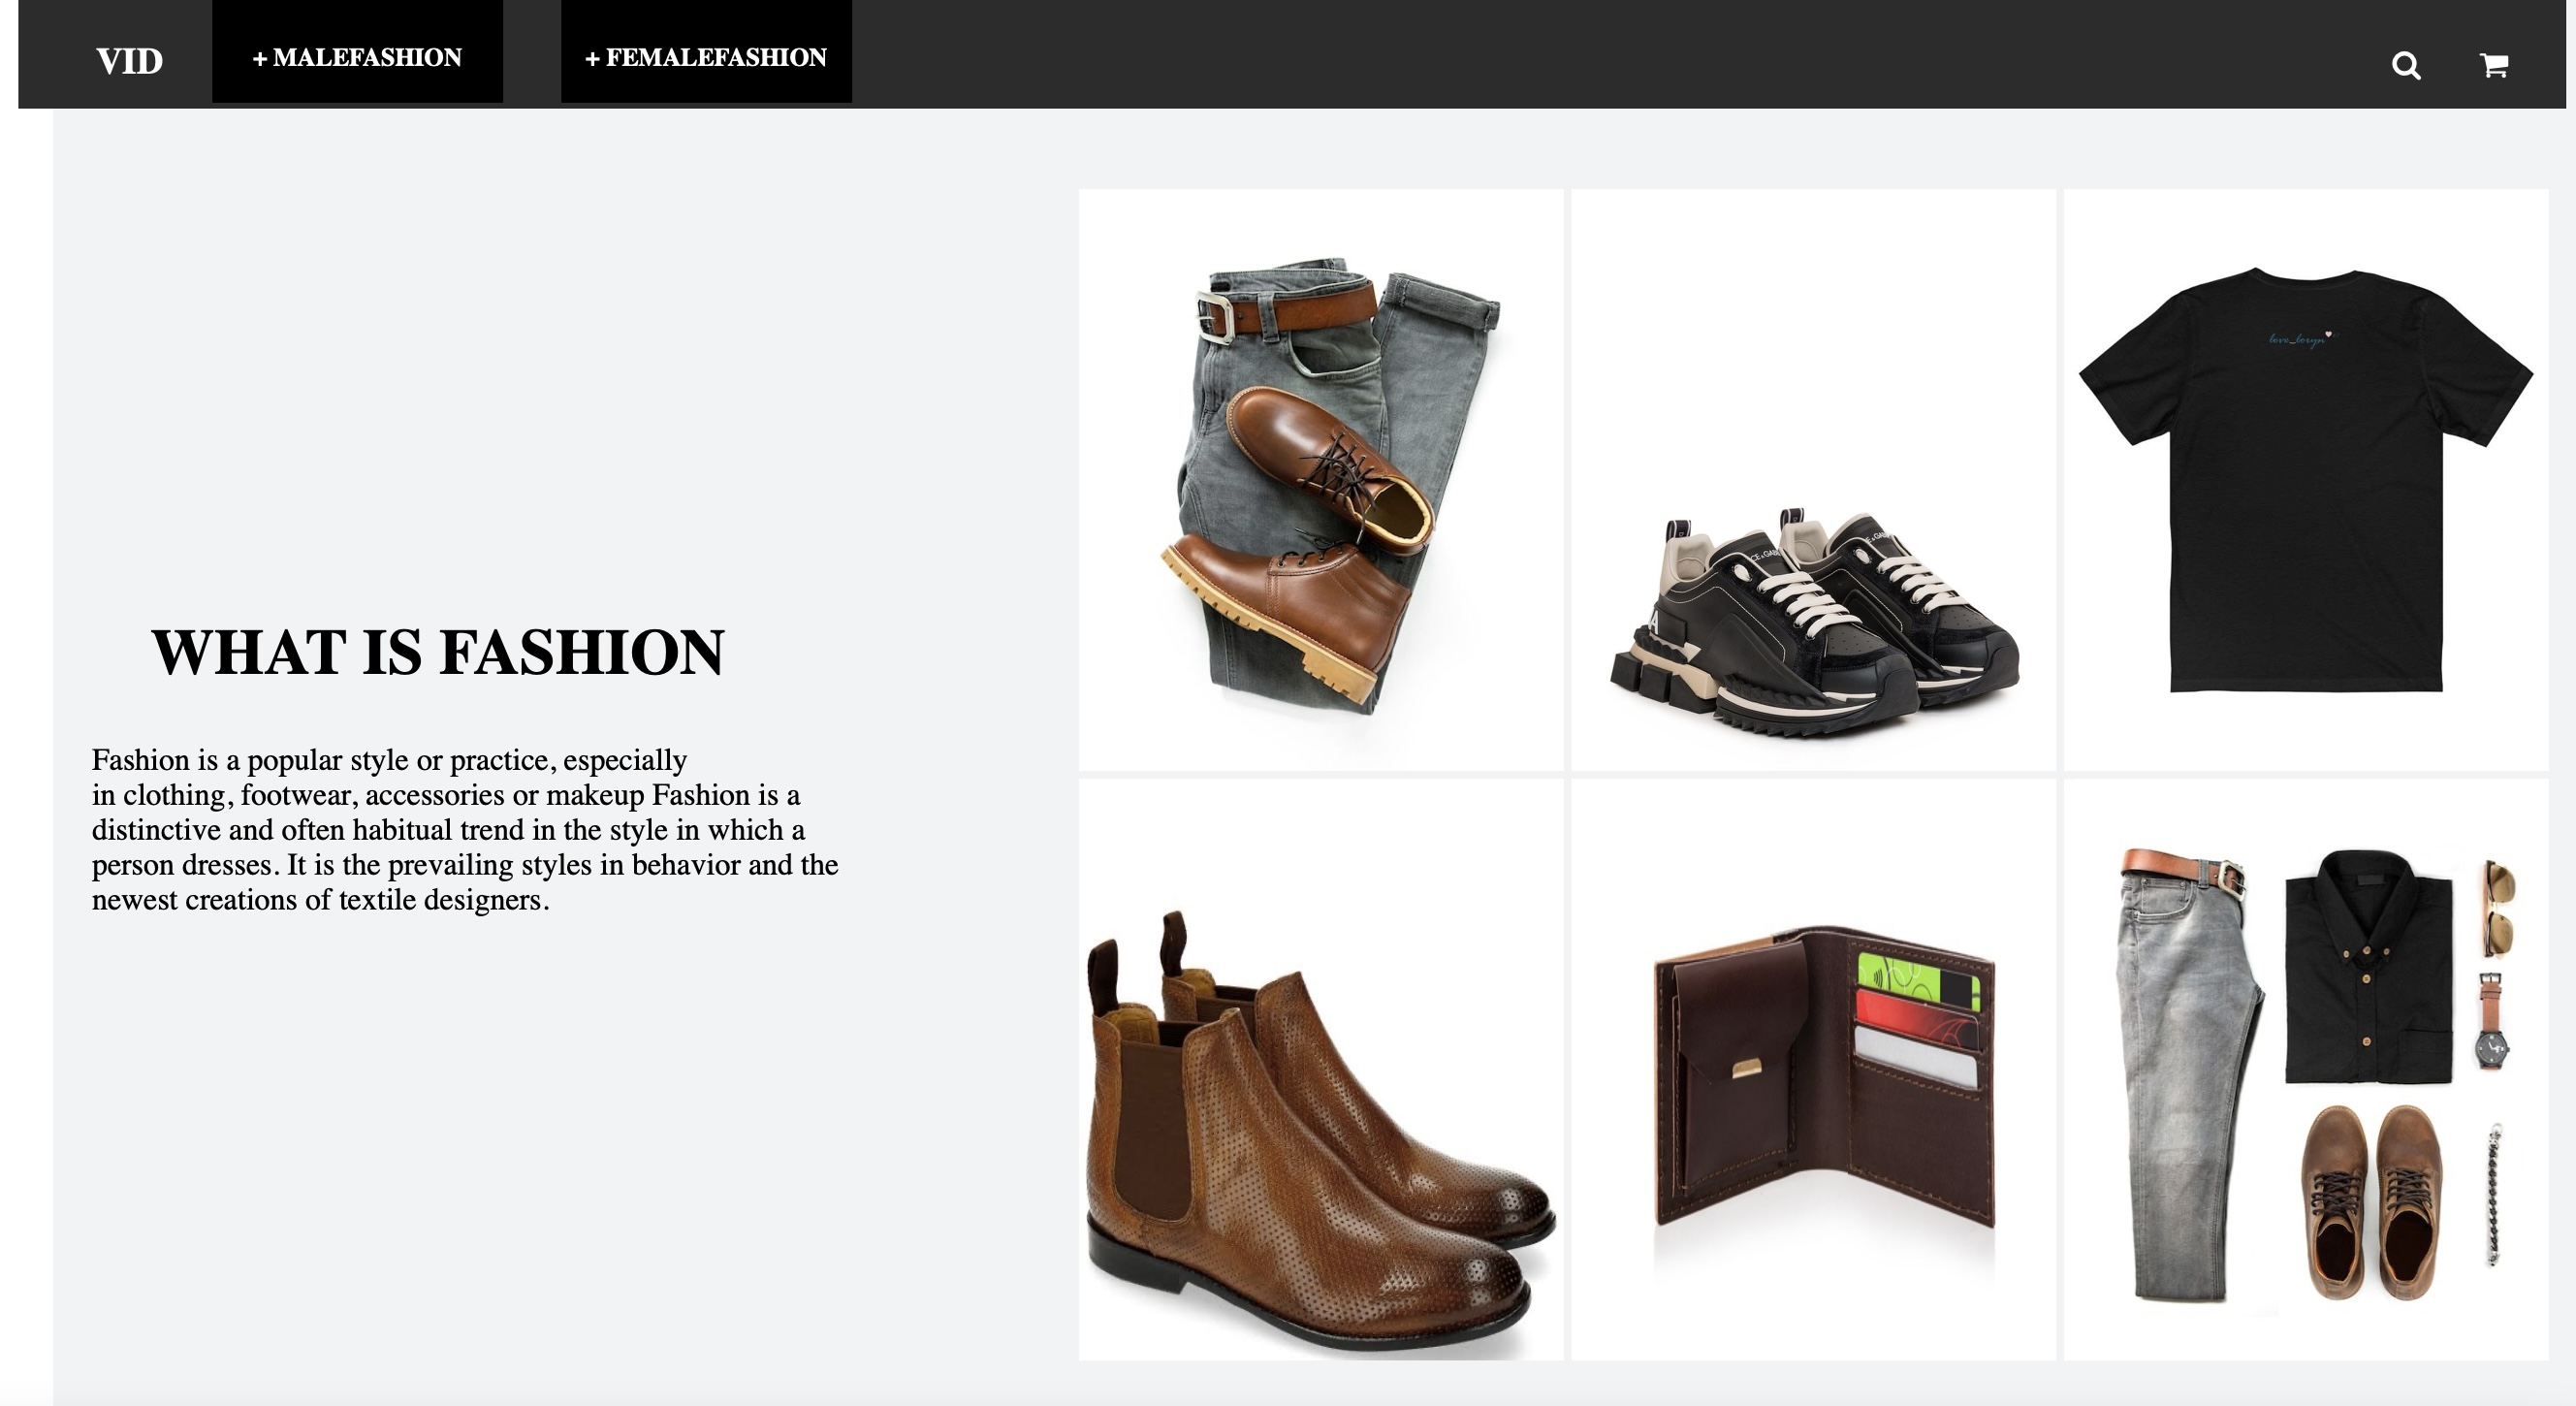 VID
+ MALEFASHION
+ FEMALEFASHION
WHAT IS FASHION
Fashion is a popular style or practice, especially
in clothing, footwear, accessories or makeup Fashion is a
distinctive and often habitual trend in the style in which a
person dresses. It is the prevailing styles in behavior and the
newest creations of textile designers.
love_loryn